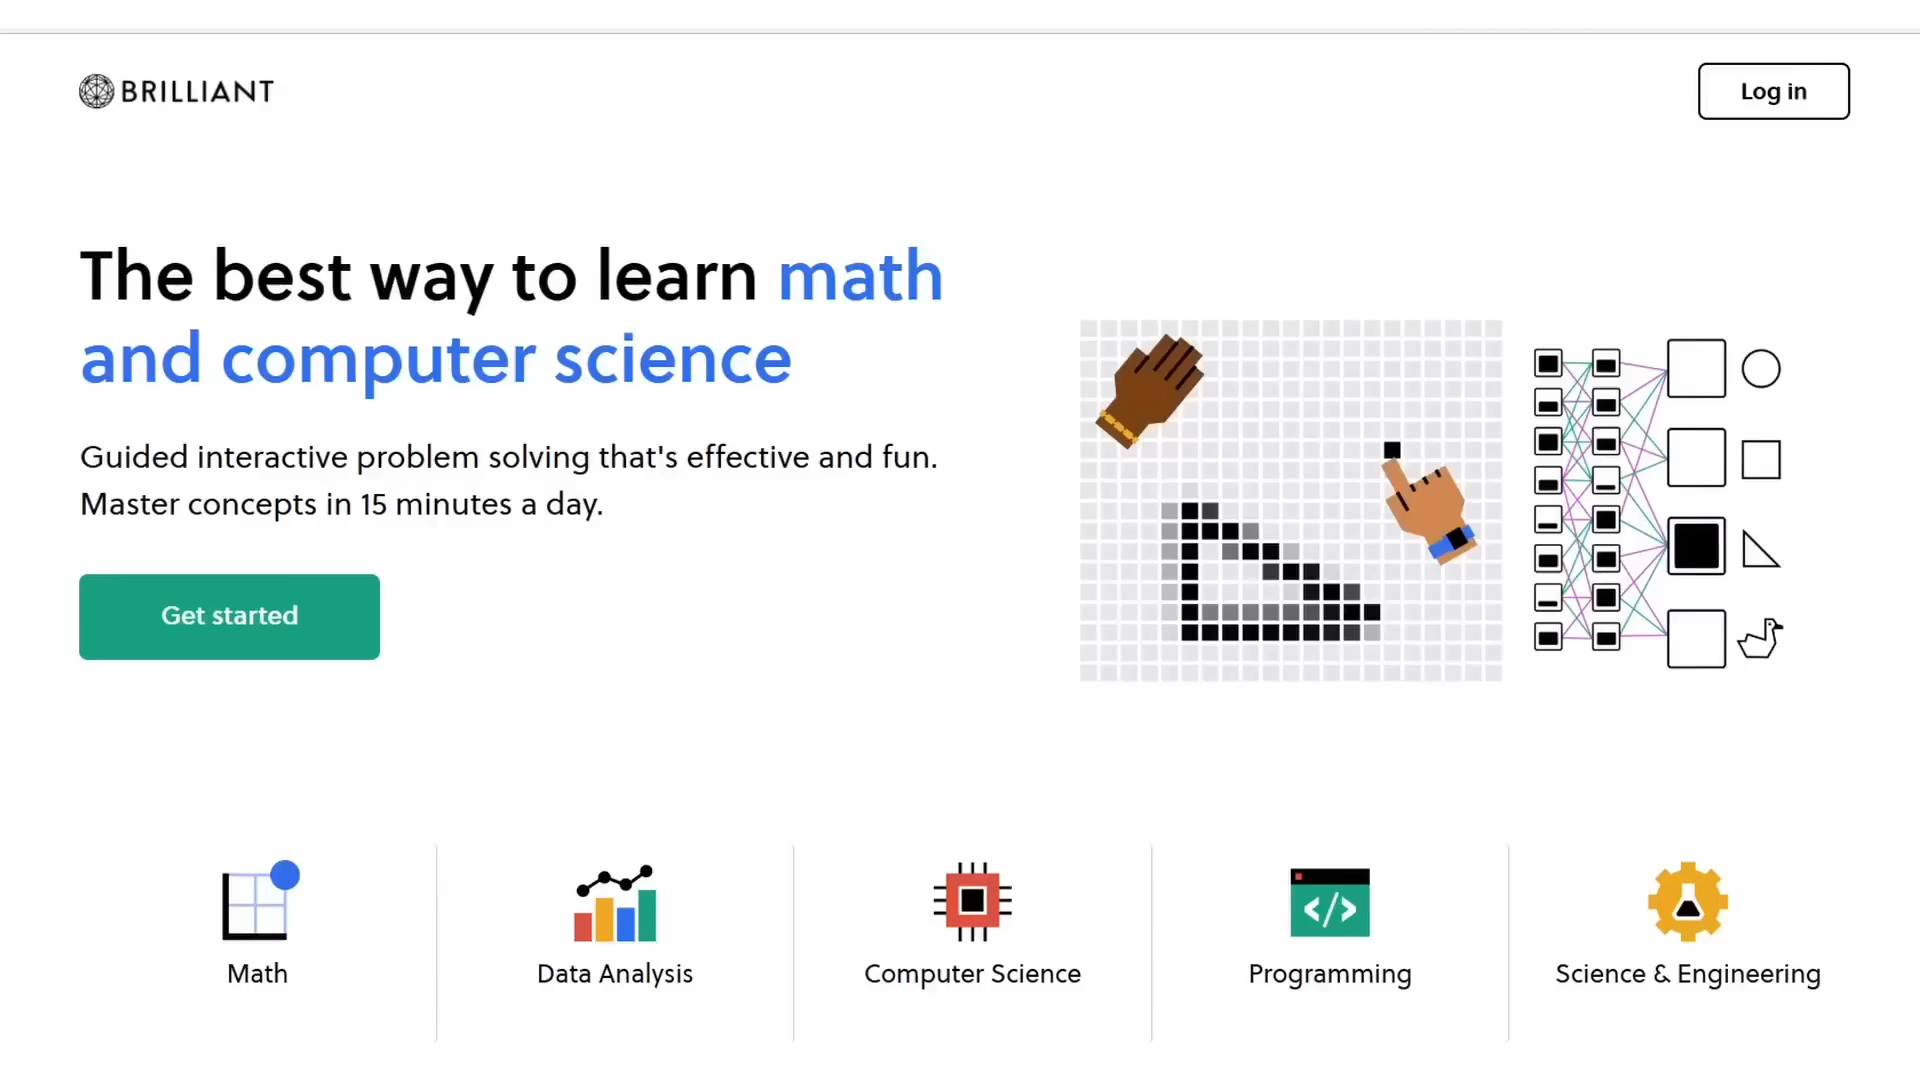 BRILLIANT
Log in
The best way to learn math
and computer science
Guided interactive problem solving that's effective and fun.
Master concepts in 15 minutes a day.
Get started
Math
Data Analysis
Computer Science
</>
Programming
Science & Engineering